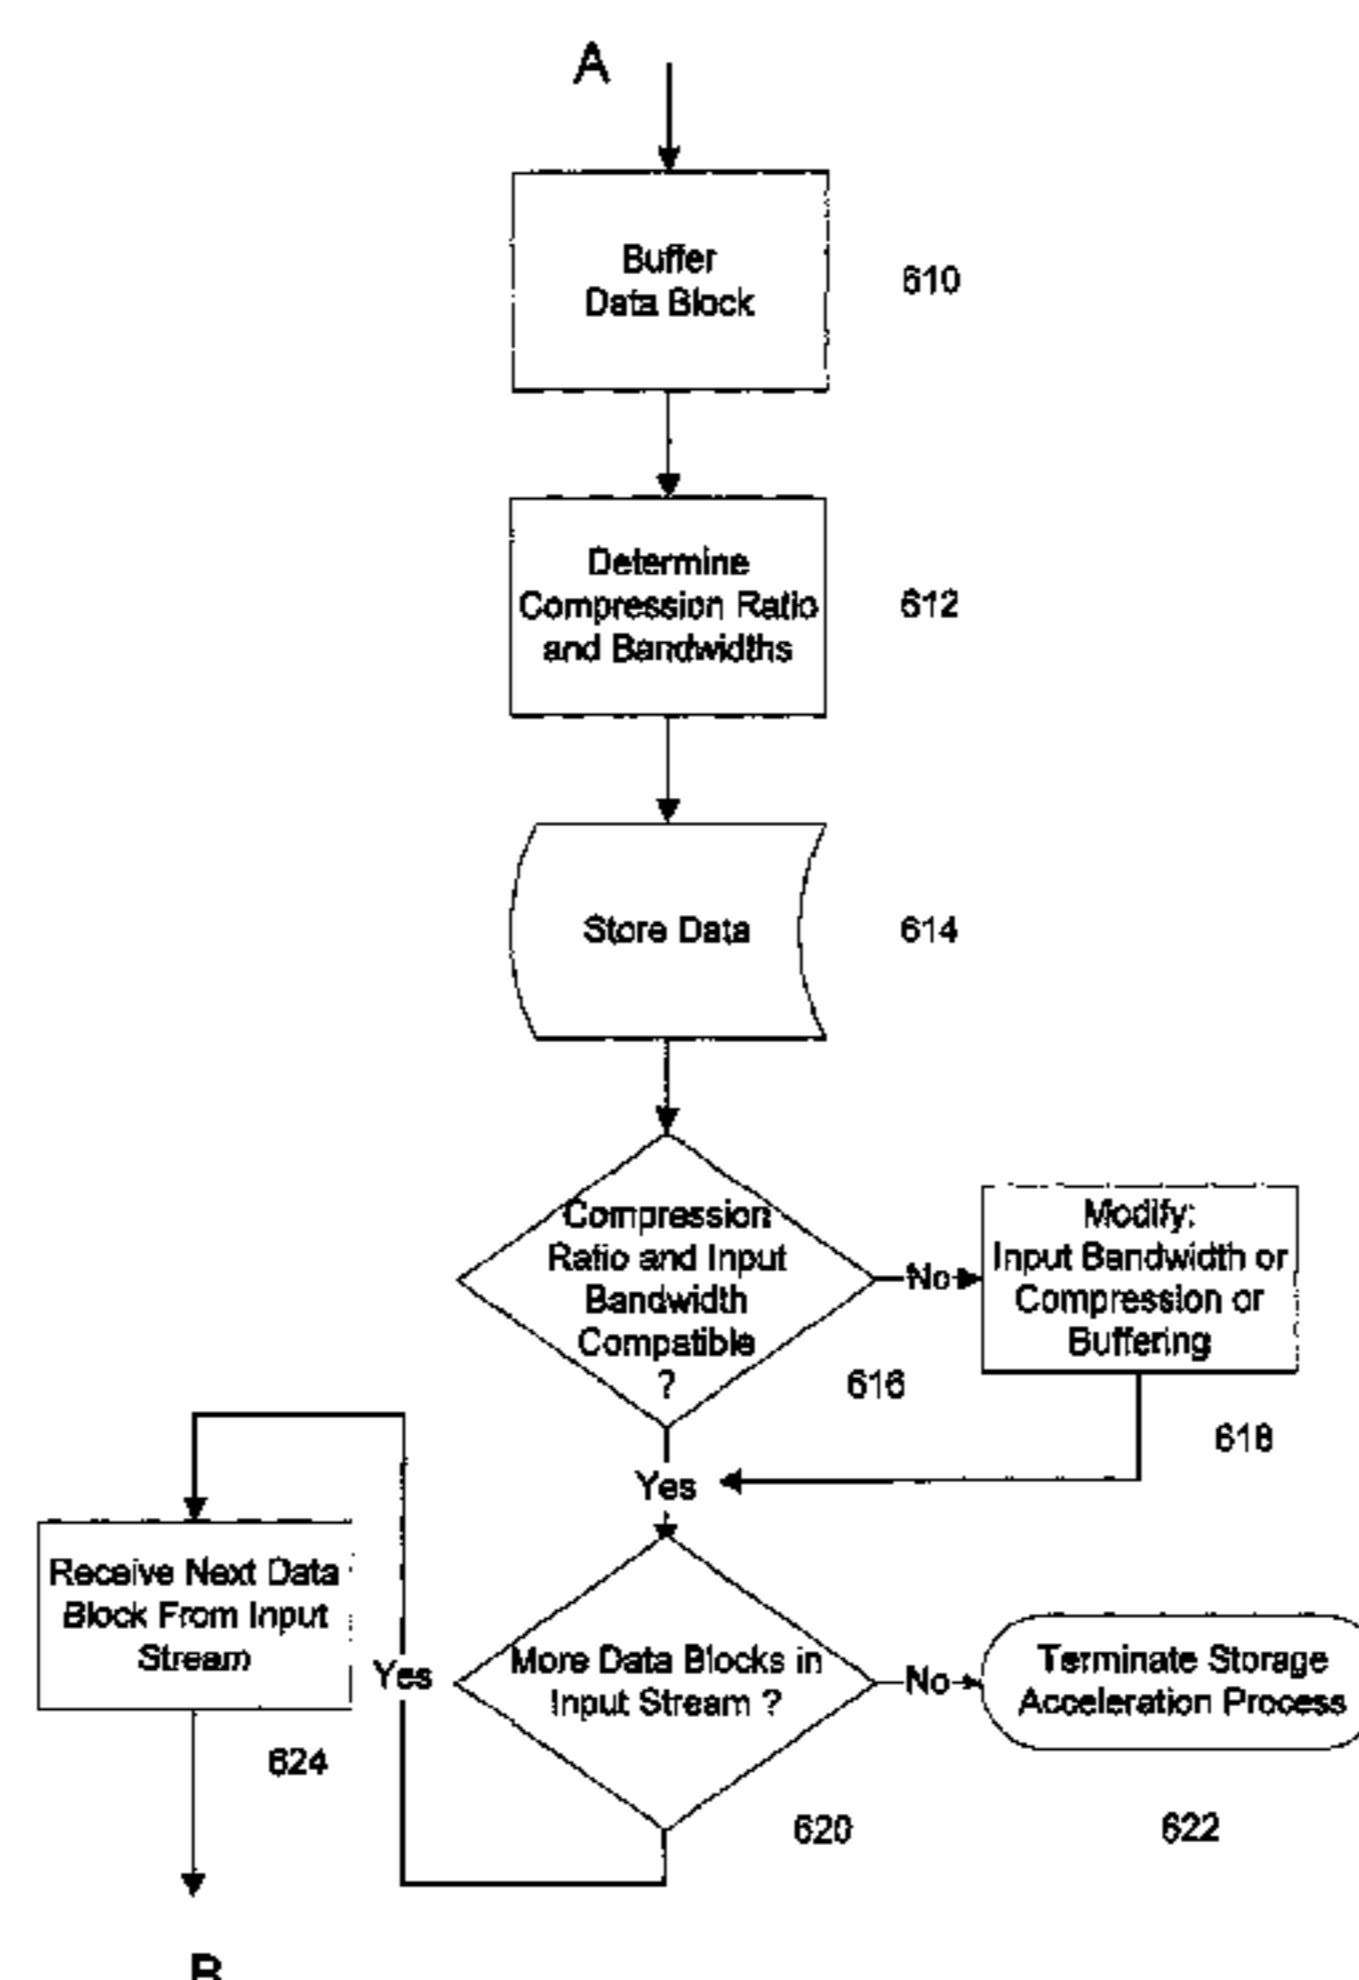 A
Buffer
Data Block
610
Determine
Compression Ratio
and Bandwidths
612
Store Data
614
Compression
Ratio and Input
Bandwidth
Compatible
?
616
No
Modify:
Input Bandwidth or
Compression or
Buffering
618
Yes
More Data Blocks in
Input Stream ?
620
No
Terminate Storage
Acceleration Process
622
Yes
Receive Next Data
Block From Input
Stream
624
B